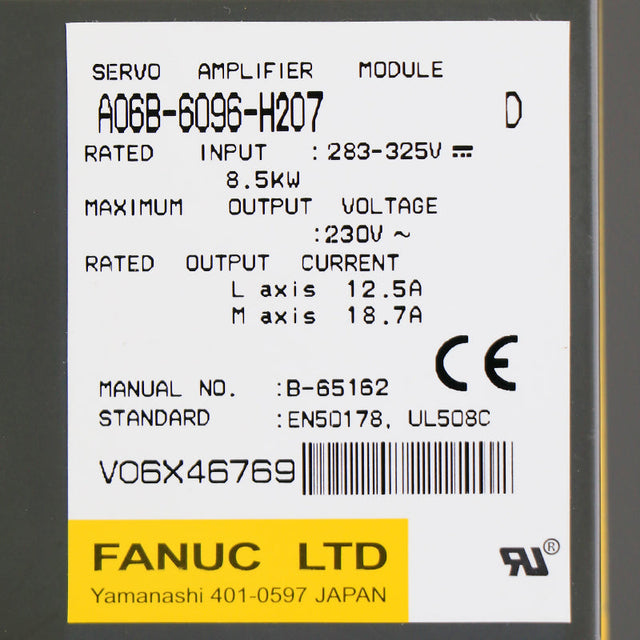 SERVO AMPLIFIER MODULE
A06B-6096-H207 D
RATED INPUT : 283-325V ⎓
8.5KW
MAXIMUM OUTPUT VOLTAGE
:230V ~
RATED OUTPUT CURRENT
L axis 12.5A
M axis 18.7A
CE
MANUAL NO. :B-65162
STANDARD :EN50178, UL508C
V06X46769
FANUC LTD
Yamanashi 401-0597 JAPAN
RU®